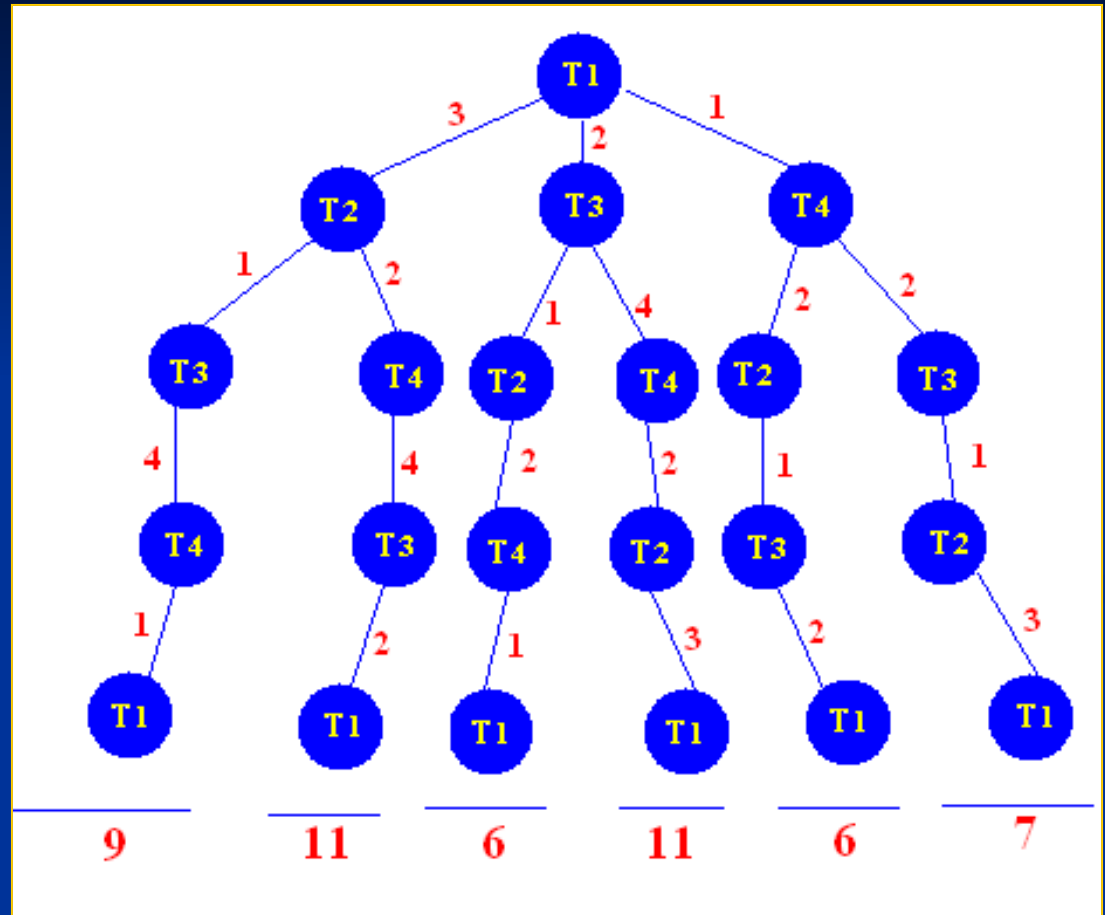 T1
3 2 1
T2 T3 T4
1 2 1 4 2 2
T3 T4 T2 T4 T2 T3
4 4 2 2 1 1
T4 T3 T4 T2 T3 T2
1 2 1 3 2 3
T1 T1 T1 T1 T1 T1
9 11 6 11 6 7